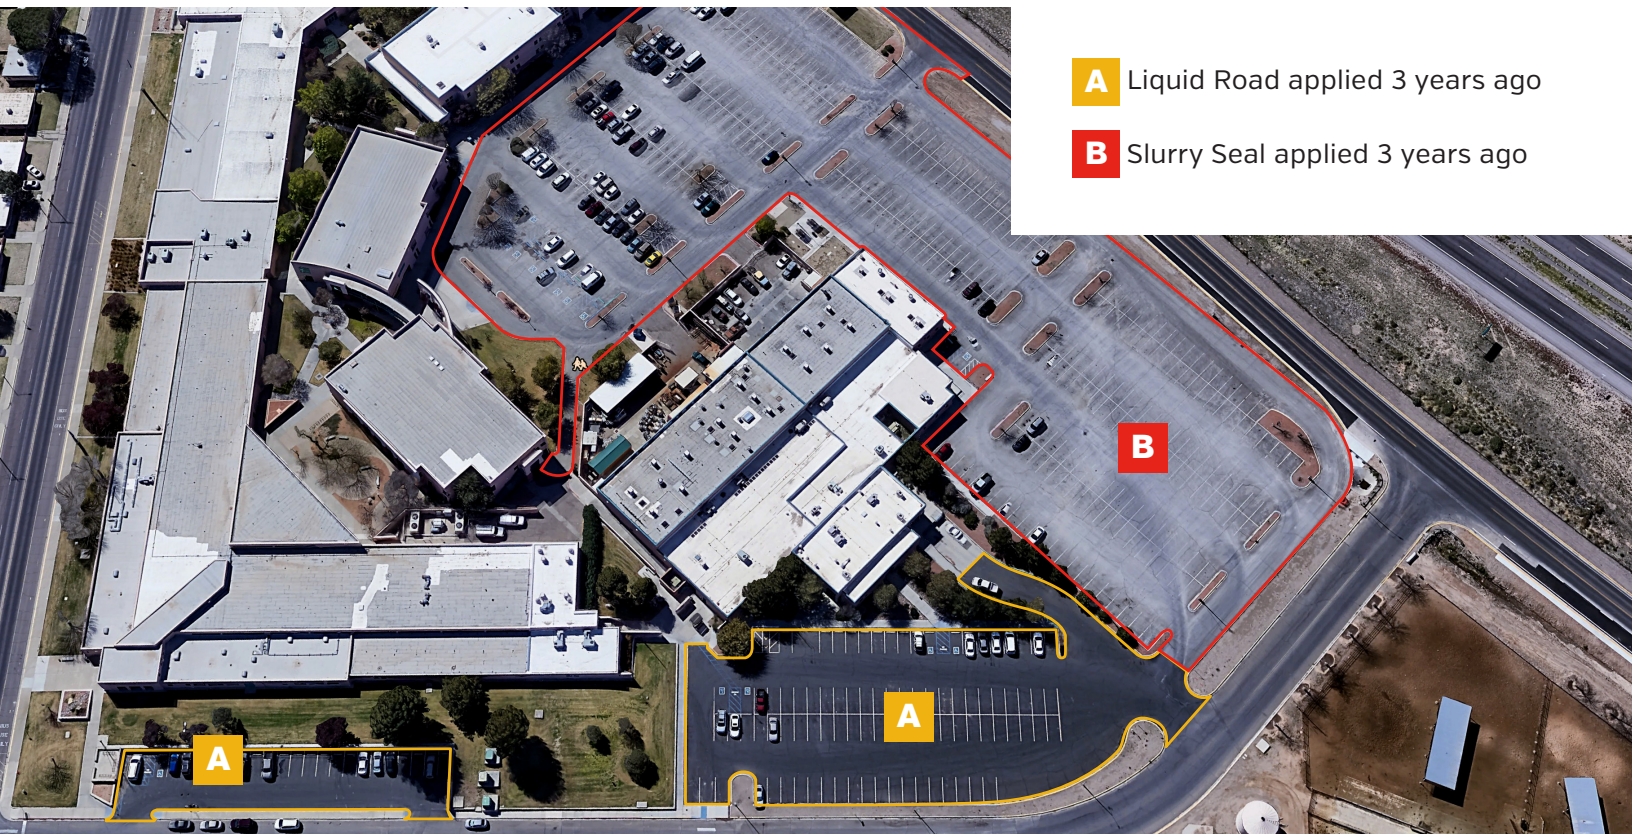 A Liquid Road applied 3 years ago
B Slurry Seal applied 3 years ago
B
A
A